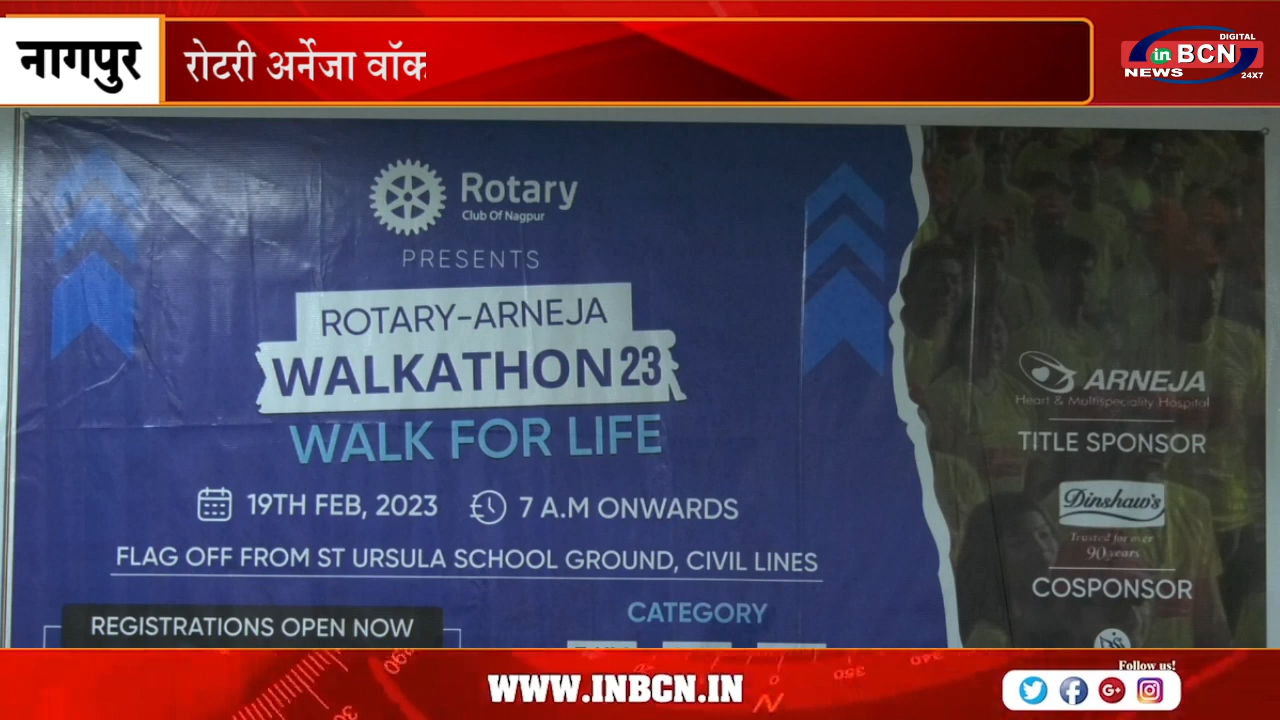 नागपुर
रोटरी अर्नेजा वॉक
DIGITAL
in BCN
NEWS
24X7
Rotary
Club Of Nagpur
PRESENTS
ROTARY-ARNEJA
WALKATHON 23
WALK FOR LIFE
19TH FEB, 2023
7 A.M ONWARDS
FLAG OFF FROM ST URSULA SCHOOL GROUND, CIVIL LINES
REGISTRATIONS OPEN NOW
CATEGORY
ARNEJA
Heart & Multispeciality Hospital
TITLE SPONSOR
Dinshaw's
Trusted for over
90 years
COSPONSOR
WWW.INBCN.IN
Follow us!